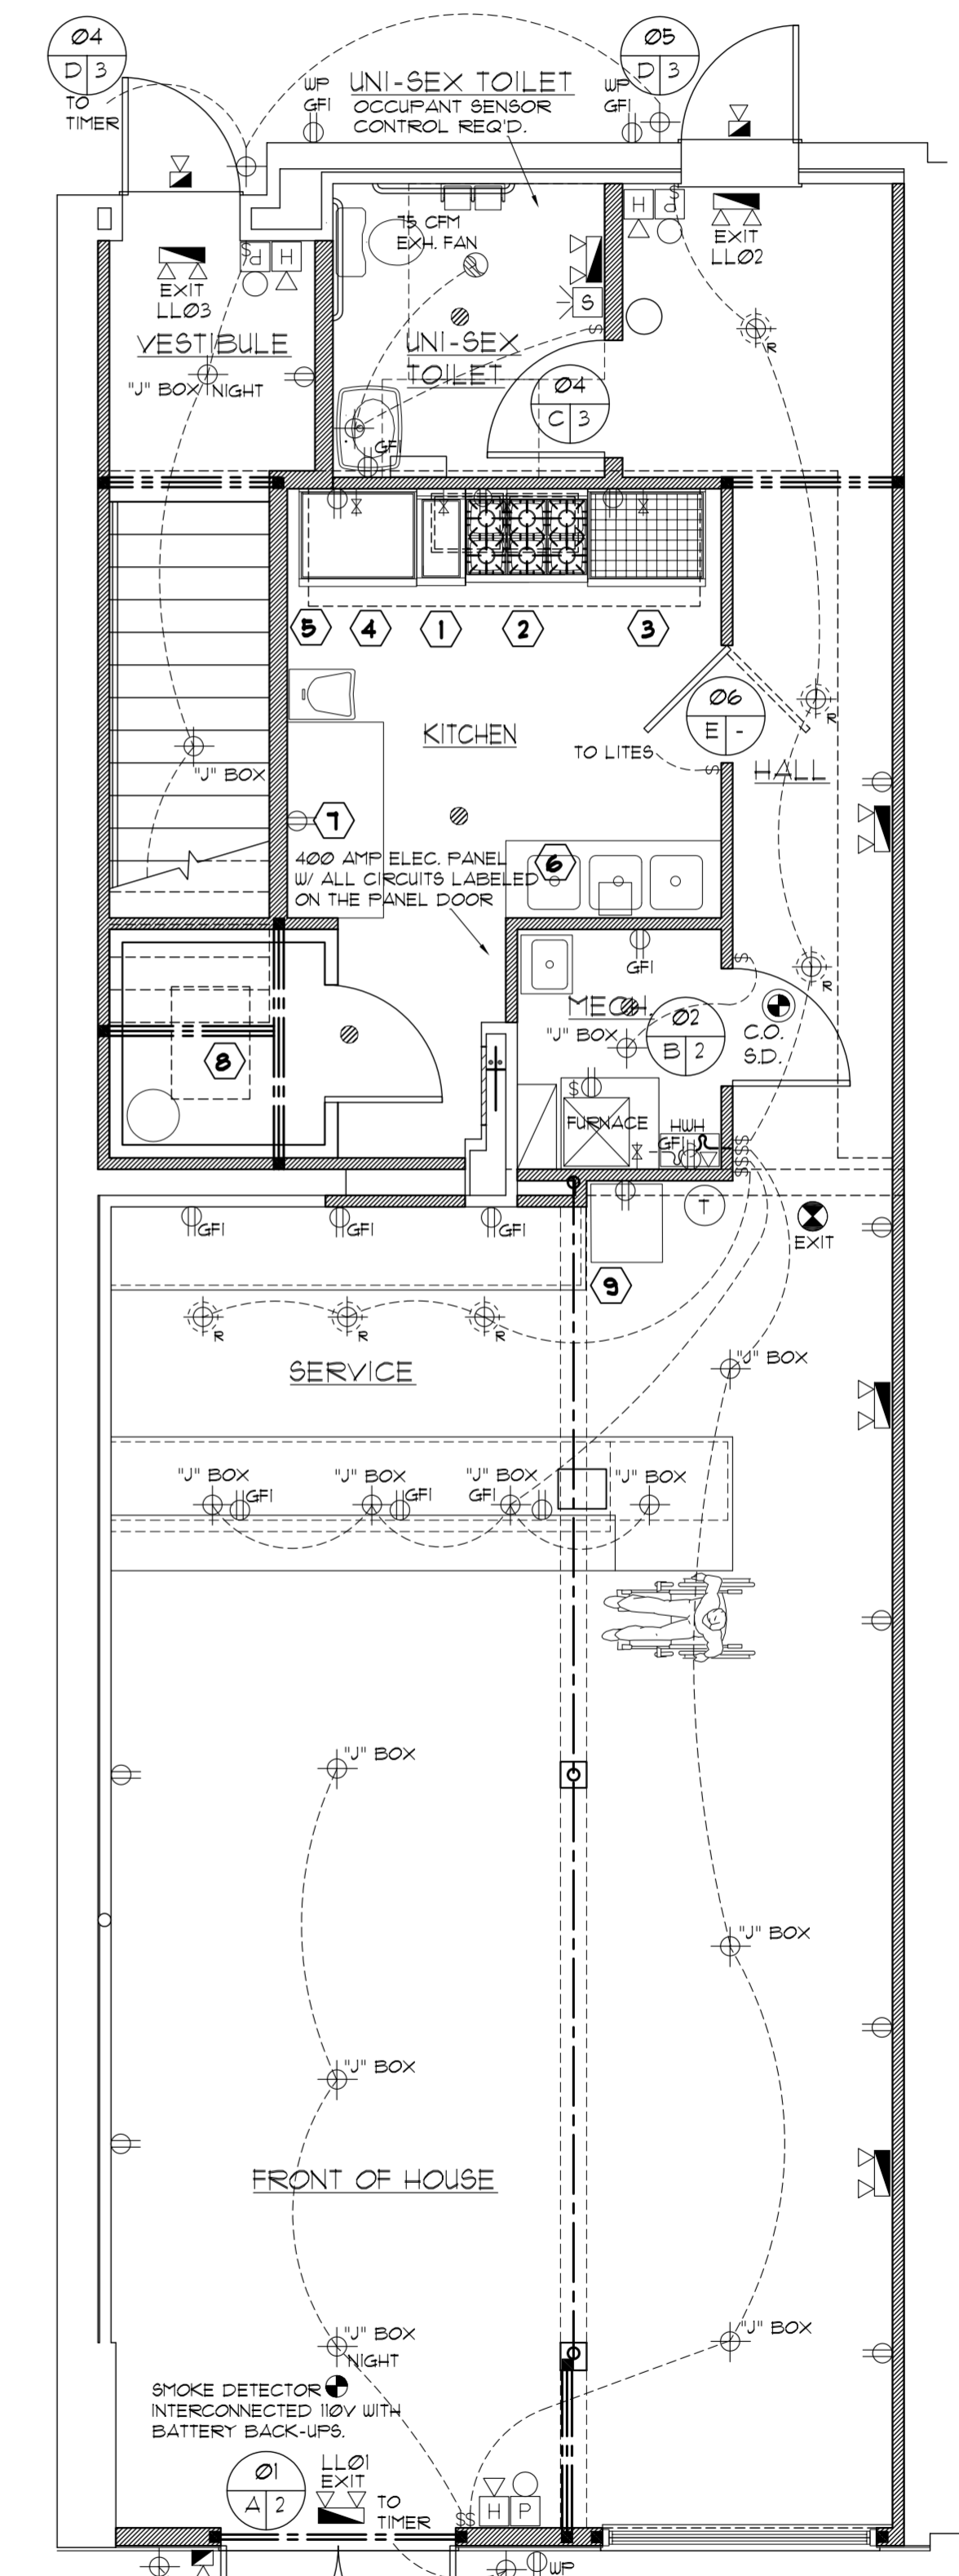 Ø4
D 3
TO
TIMER
WP
GFI
UNI-SEX TOILET
OCCUPANT SENSOR
CONTROL REQ'D.
WP
GFI
Ø5
D 3
75 CFM
EXH. FAN
H P
EXIT
LLØ2
P H
$
EXIT
LLØ3
VESTIBULE
"J" BOX NIGHT
S
$
UNI-SEX
TOILET
R
Ø4
C 3
GFI
5
4
1
2
3
KITCHEN
Ø6
E -
R
TO LITES
$
HALL
"J" BOX
7
400 AMP ELEC. PANEL
W/ ALL CIRCUITS LABELED
ON THE PANEL DOOR
6
GFI
$
R
MECH.
"J" BOX
Ø2
B 2
C.O.
S.D.
8
$
FURNACE
HWH
GFI
$$$$
T
EXIT
GFI
GFI
GFI
9
R
R
R
SERVICE
"J" BOX
"J" BOX
"J" BOX
"J" BOX
"J" BOX
GFI
GFI
GFI
"J" BOX
"J" BOX
"J" BOX
FRONT OF HOUSE
"J" BOX
NIGHT
"J" BOX
SMOKE DETECTOR
INTERCONNECTED 110V WITH
BATTERY BACK-UPS.
Ø1
A 2
LLØ1
EXIT
TO
TIMER
$$
H P
WP